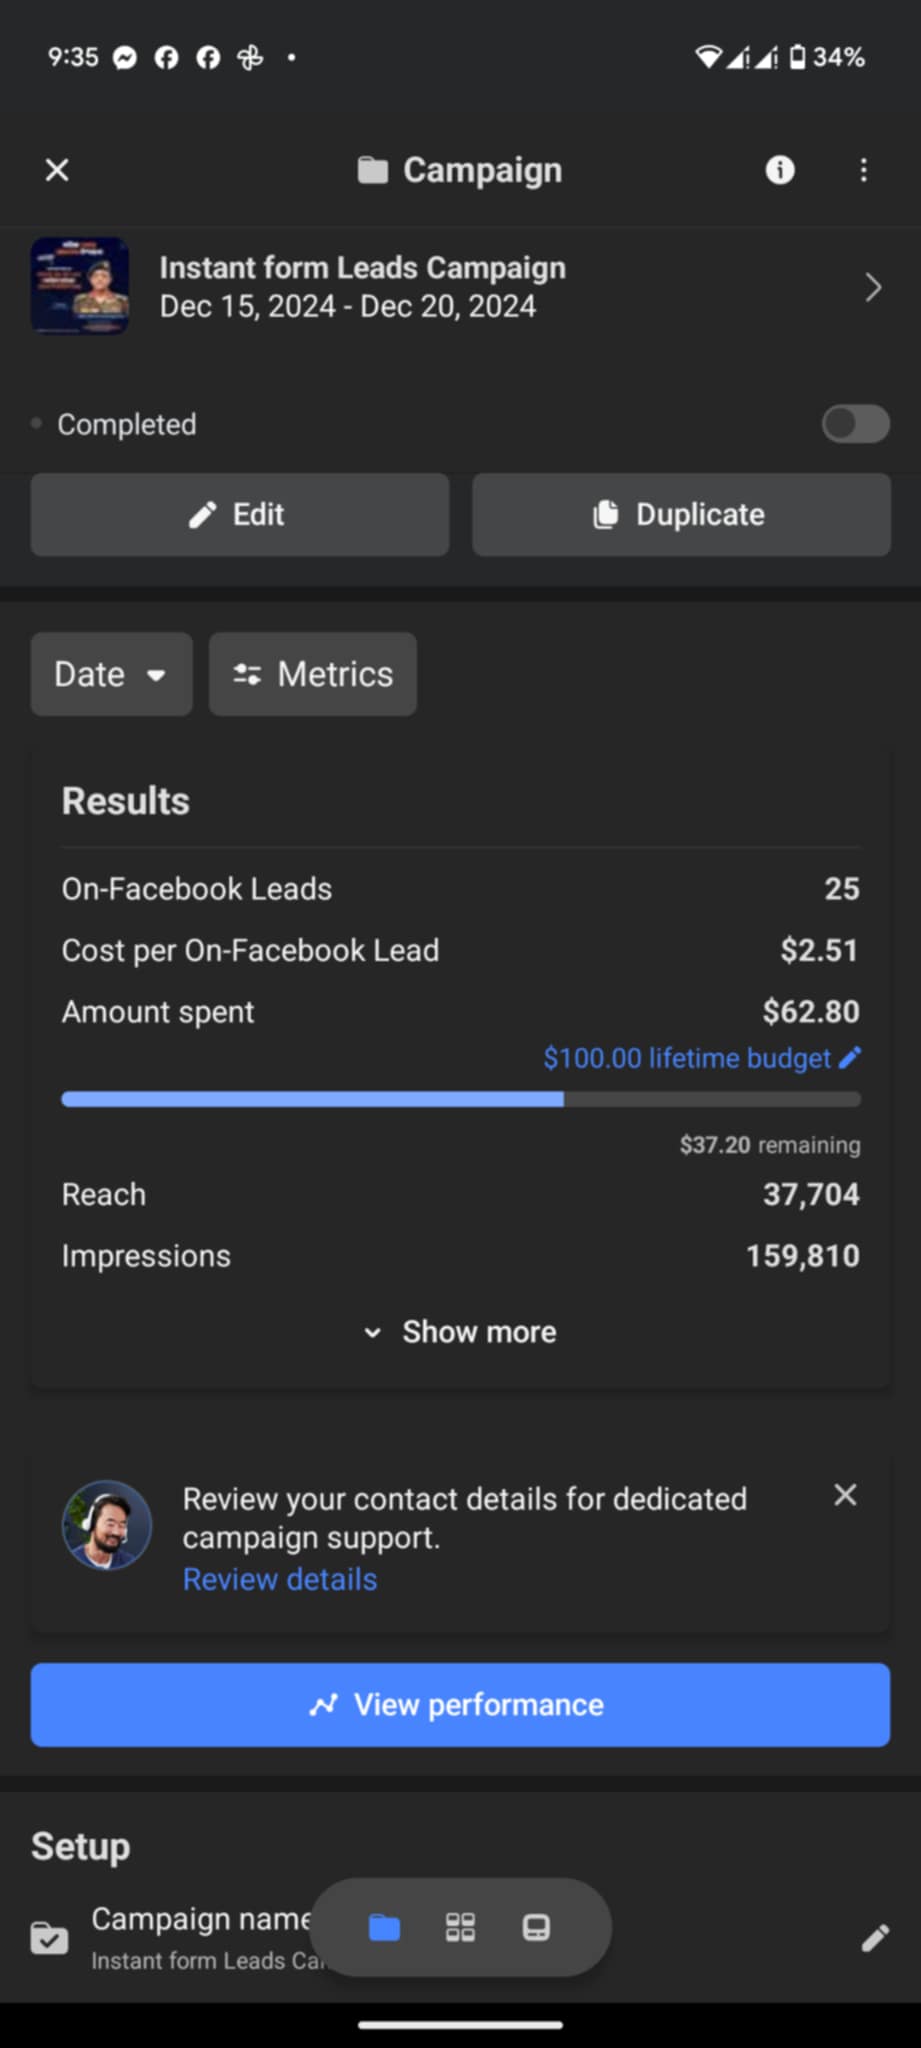 9:35
34%
Campaign
Instant form Leads Campaign
Dec 15, 2024 - Dec 20, 2024
Completed
Edit
Duplicate
Date
Metrics
Results
On-Facebook Leads 25
Cost per On-Facebook Lead $2.51
Amount spent $62.80
$100.00 lifetime budget
$37.20 remaining
Reach 37,704
Impressions 159,810
Show more
Review your contact details for dedicated
campaign support.
Review details
View performance
Setup
Campaign name
Instant form Leads